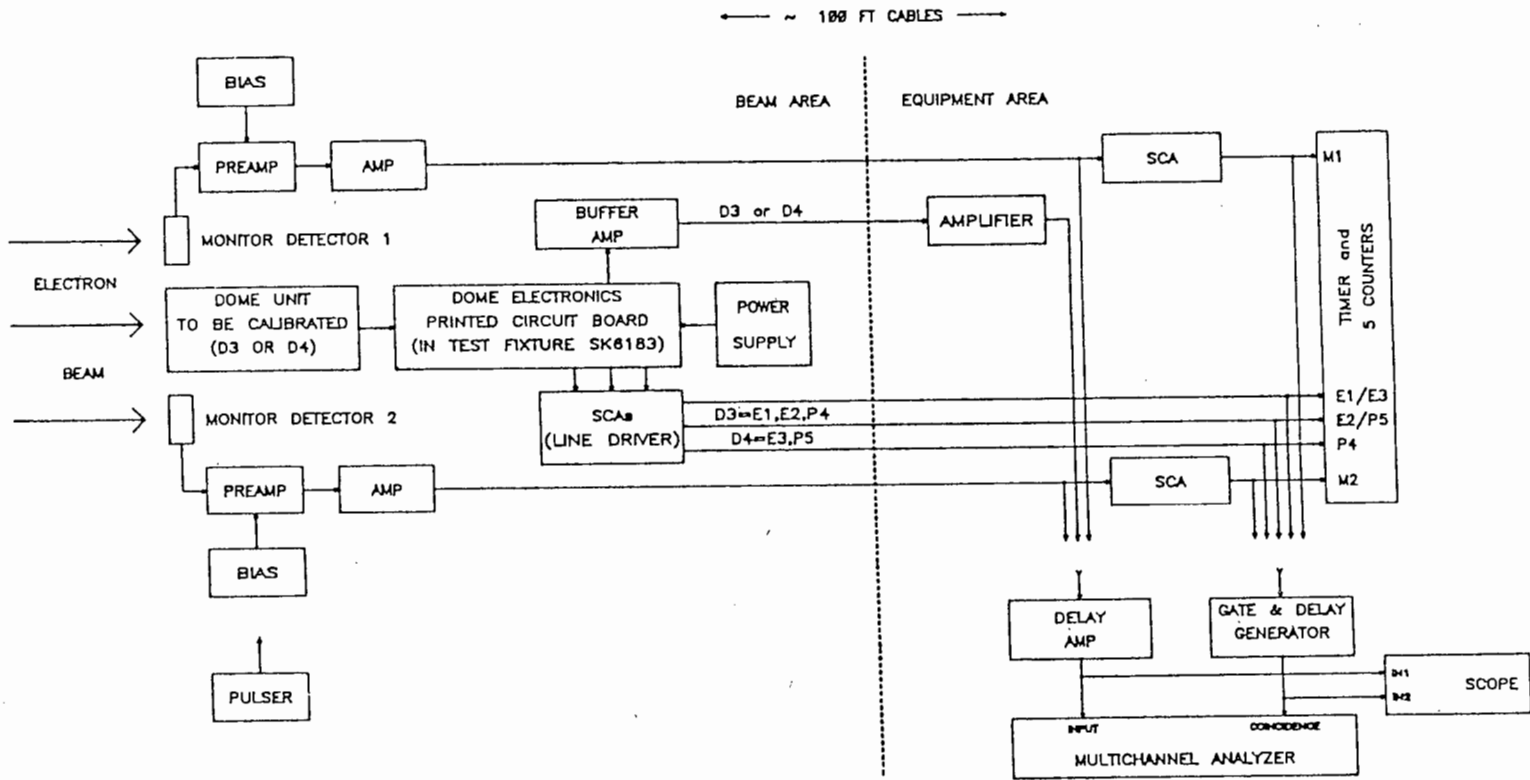 ~ 100 FT CABLES
BIAS
BEAM AREA
EQUIPMENT AREA
PREAMP
AMP
SCA
M1
MONITOR DETECTOR 1
BUFFER
AMP
D3 or D4
AMPLIFIER
TIMER and
5 COUNTERS
ELECTRON
BEAM
DOME UNIT
TO BE CALIBRATED
(D3 OR D4)
DOME ELECTRONICS
PRINTED CIRCUIT BOARD
(IN TEST FIXTURE SK6183)
POWER
SUPPLY
MONITOR DETECTOR 2
SCAs
(LINE DRIVER)
D3=E1,E2,P4
D4=E3,P5
E1/E3
E2/P5
P4
M2
PREAMP
AMP
SCA
BIAS
PULSER
DELAY
AMP
GATE & DELAY
GENERATOR
IN1
IN2
SCOPE
INPUT
COINCIDENCE
MULTICHANNEL ANALYZER